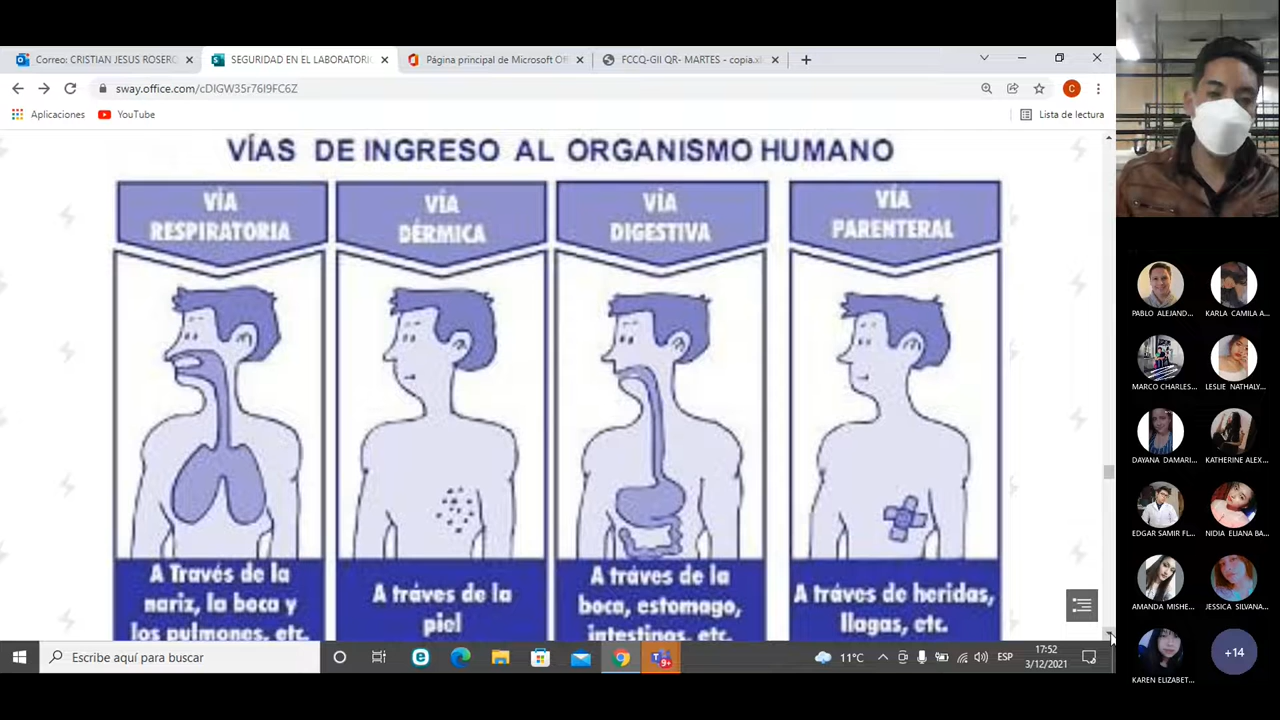 Correo: CRISTIAN JESUS ROSERO
SEGURIDAD EN EL LABORATORIO
Página principal de Microsoft Of
FCCQ-GII QR- MARTES - copia.xl
sway.office.com/cDIGW35r76I9FC6Z
C
Aplicaciones
YouTube
Lista de lectura
VÍAS DE INGRESO AL ORGANISMO HUMANO
VÍA
RESPIRATORIA
VÍA
DÉRMICA
VÍA
DIGESTIVA
VÍA
PARENTERAL
A Través de la
nariz, la boca y
los pulmones, etc.
A tráves de la
piel
A tráves de la
boca, estomago,
intestinos, etc.
A tráves de heridas,
llagas, etc.
PABLO ALEJAND...
KARLA CAMILA A...
MARCO CHARLES...
LESLIE NATHALY...
DAYANA DAMARI...
KATHERINE ALEX...
EDGAR SAMIR FL...
NIDIA ELIANA BA...
AMANDA MISHE...
JESSICA SILVANA...
KAREN ELIZABET...
+14
Escribe aquí para buscar
9+
11°C
ESP
17:52
3/12/2021